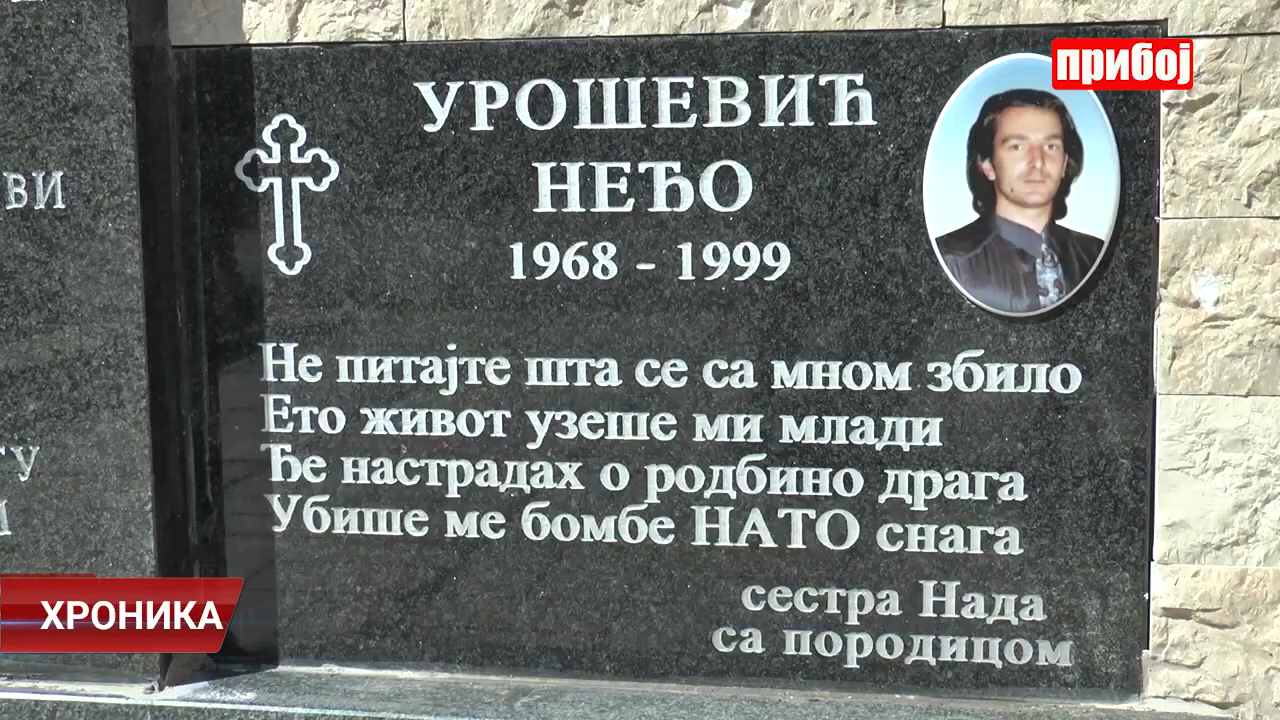 прибој
УРОШЕВИЋ
НЕЂО
1968 - 1999
Не питајте шта се са мном збило
Ето живот узеше ми млади
Ђе настрадах о родбино драга
Убише ме бомбе НАТО снага
сестра Нада
са породицом
ВИ
ХРОНИКА